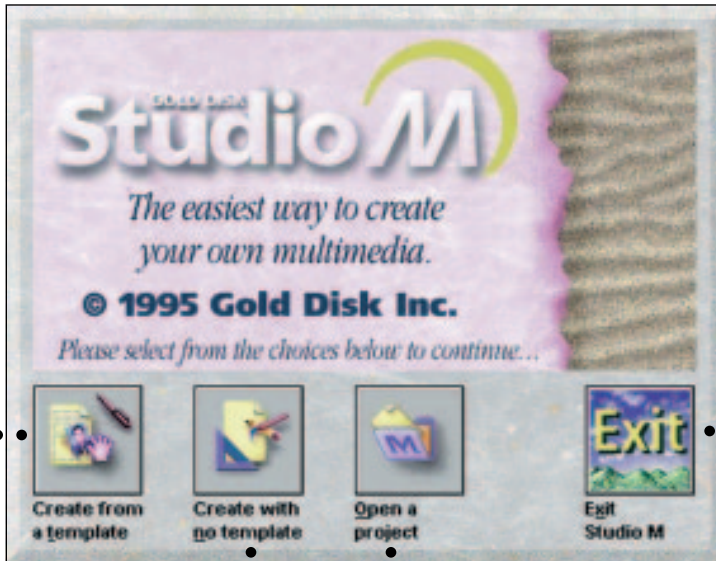 GOLD DISK
Studio M
The easiest way to create
your own multimedia.
© 1995 Gold Disk Inc.
Please select from the choices below to continue...
M
Exit
Create from
a template
Create with
no template
Open a
project
Exit
Studio M